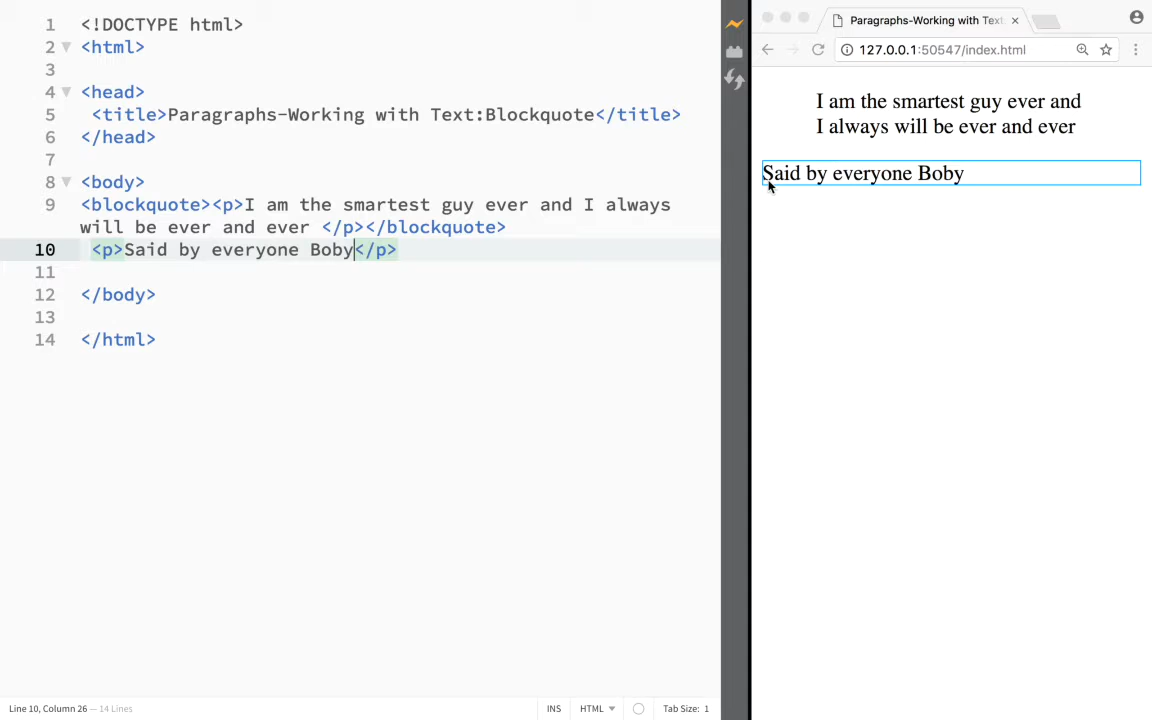 1 <!DOCTYPE html>
2 <html>
3
4 <head>
5 <title>Paragraphs-Working with Text:Blockquote</title>
6 </head>
7
8 <body>
9 <blockquote><p>I am the smartest guy ever and I always
will be ever and ever </p></blockquote>
10 <p>Said by everyone Boby</p>
11
12 </body>
13
14 </html>
Line 10, Column 26 — 14 Lines
INS HTML Tab Size: 1
Paragraphs-Working with Text
127.0.0.1:50547/index.html
I am the smartest guy ever and
I always will be ever and ever
Said by everyone Boby